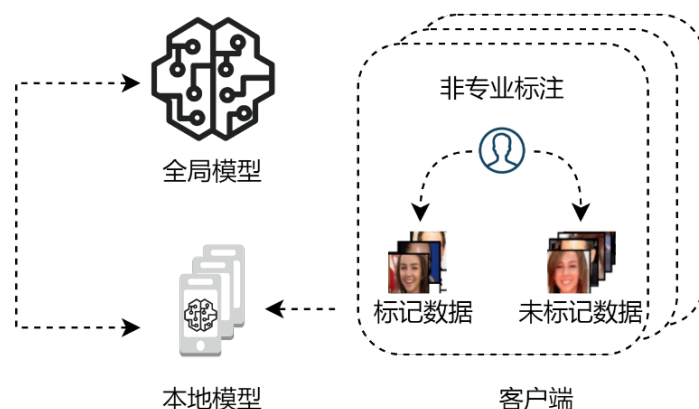 非专业标注
全局模型
标记数据
未标记数据
本地模型
客户端